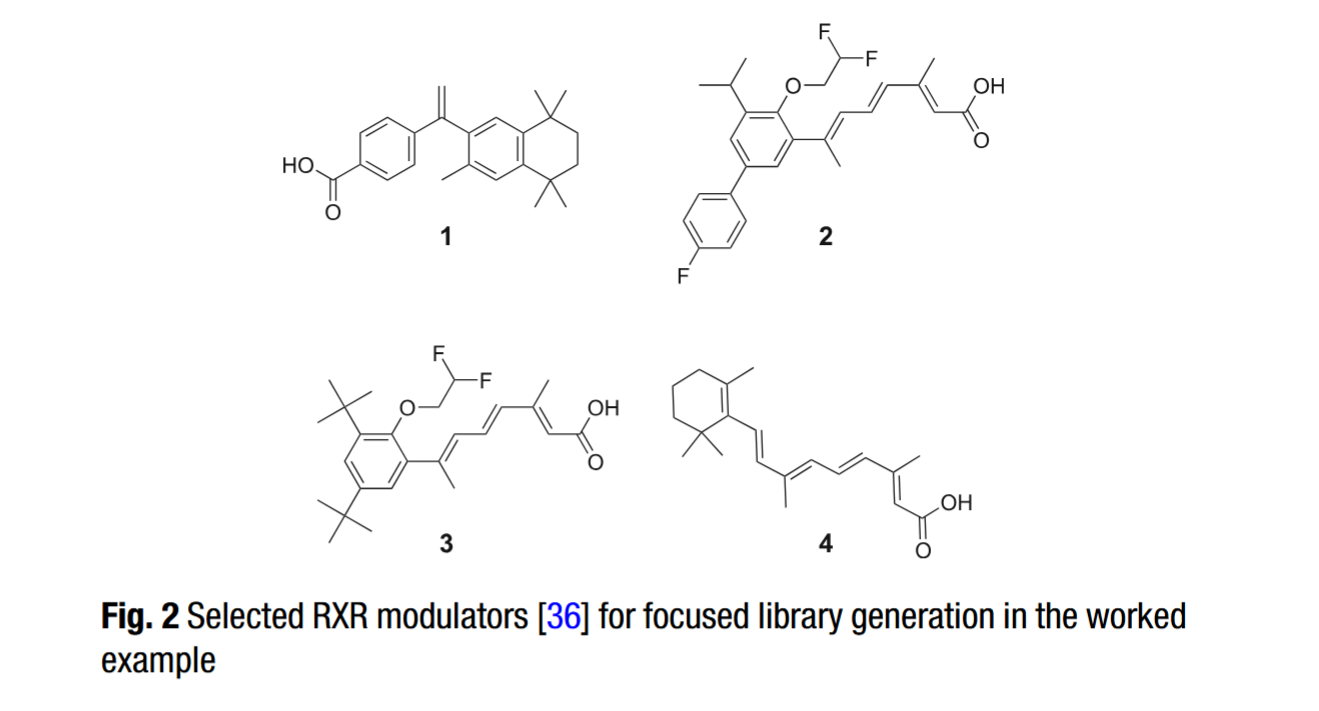 F
F
O
OH
O
HO
O
1
2
F
F
F
O
OH
O
3
OH
O
4
Fig. 2 Selected RXR modulators [36] for focused library generation in the worked
example